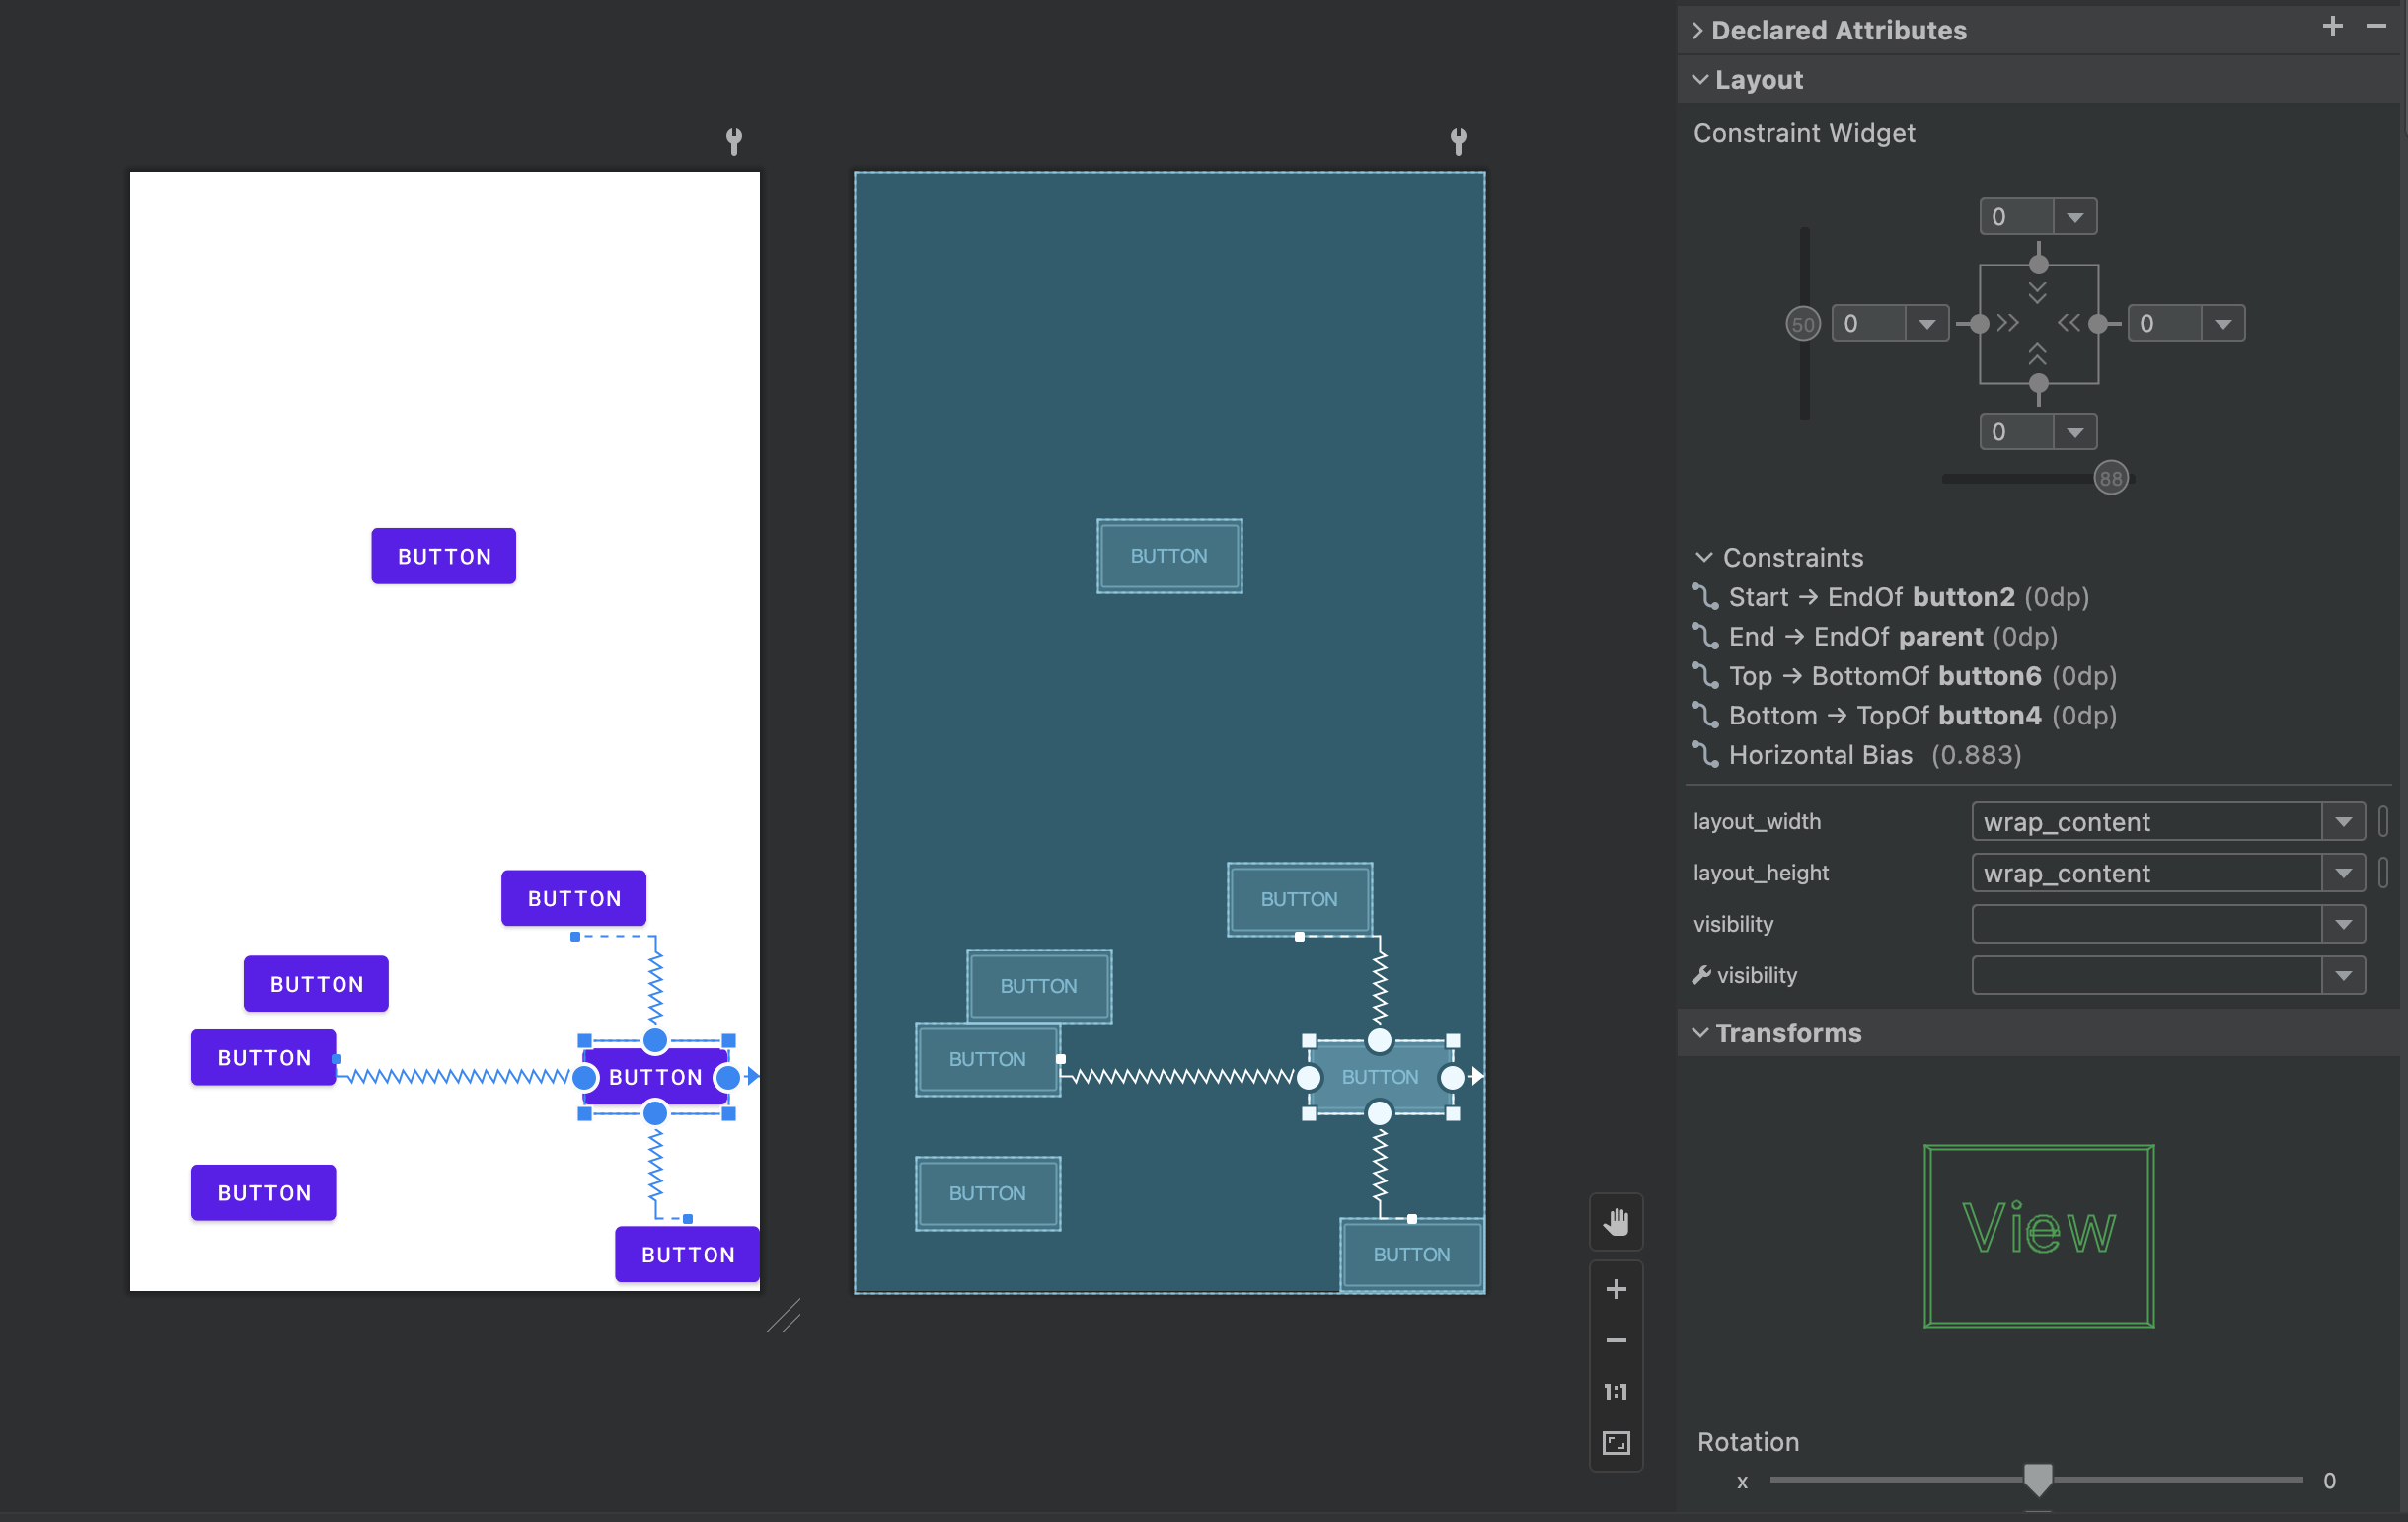 BUTTON
BUTTON
BUTTON
BUTTON
BUTTON
BUTTON
BUTTON
BUTTON
BUTTON
BUTTON
BUTTON
BUTTON
BUTTON
BUTTON
1:1
Declared Attributes
Layout
Constraint Widget
0
50
0
0
0
88
Constraints
Start → EndOf button2 (0dp)
End → EndOf parent (0dp)
Top → BottomOf button6 (0dp)
Bottom → TopOf button4 (0dp)
Horizontal Bias (0.883)
layout_width wrap_content
layout_height wrap_content
visibility
visibility
Transforms
View
Rotation
x 0